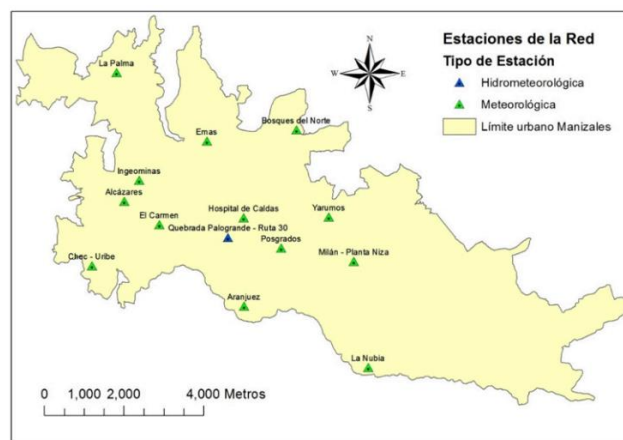 Estaciones de la Red
Tipo de Estación
Hidrometeorológica
Meteorológica
Límite urbano Manizales
N
W E
S
La Palma
Emas
Bosques del Norte
Ingeominas
Alcázares
El Carmen
Hospital de Caldas
Yarumos
Quebrada Palogrande - Ruta 30
Posgrados
Milán - Planta Niza
Chec - Uribe
Aranjuez
La Nubia
0 1,000 2,000 4,000 Metros